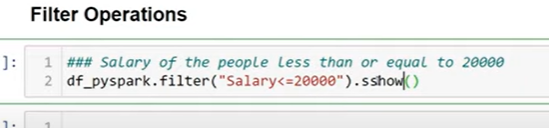 Filter Operations
]: 1 ### Salary of the people less than or equal to 20000
2 df_pyspark.filter("Salary<=20000").sshow()
]: 1